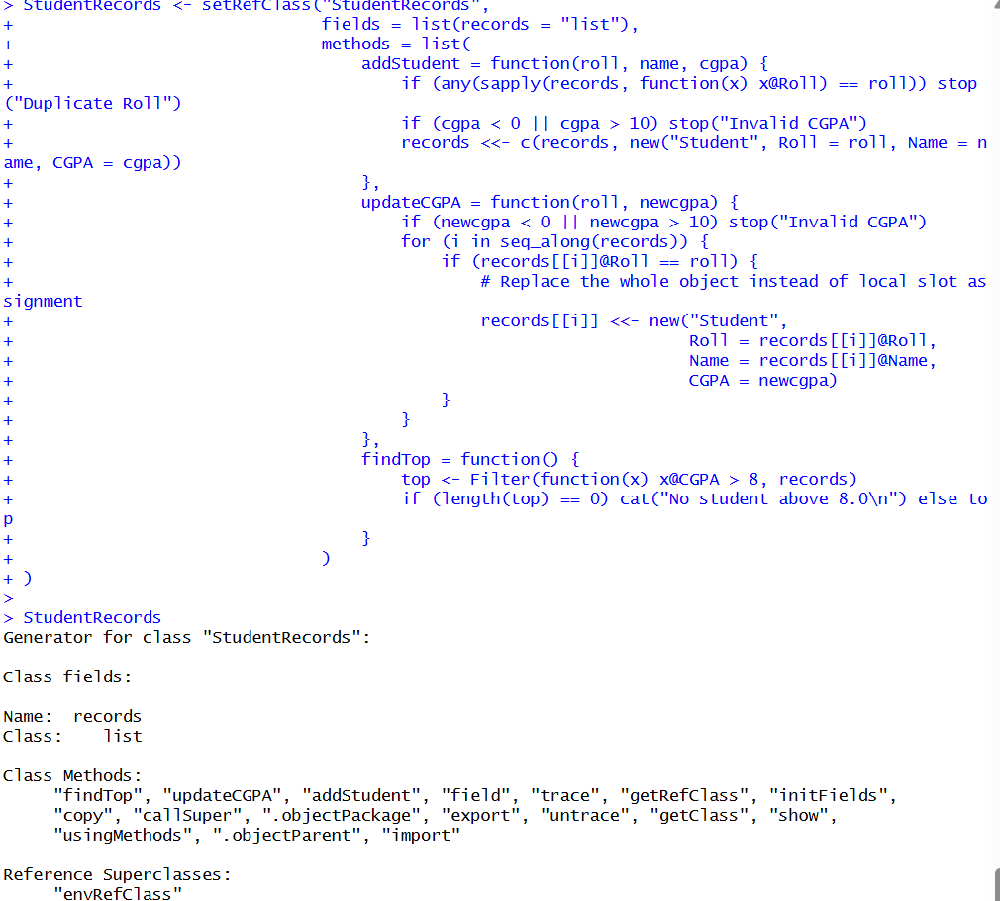 > StudentRecords <- setRefClass("StudentRecords",
+                                fields = list(records = "list"),
+                                methods = list(
+                                    addStudent = function(roll, name, cgpa) {
+                                        if (any(sapply(records, function(x) x@Roll) == roll)) stop
("Duplicate Roll")
+                                        if (cgpa < 0 || cgpa > 10) stop("Invalid CGPA")
+                                        records <<- c(records, new("Student", Roll = roll, Name = n
ame, CGPA = cgpa))
+                                    },
+                                    updateCGPA = function(roll, newcgpa) {
+                                        if (newcgpa < 0 || newcgpa > 10) stop("Invalid CGPA")
+                                        for (i in seq_along(records)) {
+                                            if (records[[i]]@Roll == roll) {
+                                                # Replace the whole object instead of local slot as
signment
+                                                records[[i]] <<- new("Student",
+                                                                     Roll = records[[i]]@Roll,
+                                                                     Name = records[[i]]@Name,
+                                                                     CGPA = newcgpa)
+                                            }
+                                        }
+                                    },
+                                    findTop = function() {
+                                        top <- Filter(function(x) x@CGPA > 8, records)
+                                        if (length(top) == 0) cat("No student above 8.0\n") else to
p
+                                    }
+                                )
+ )
>
> StudentRecords
Generator for class "StudentRecords":

Class fields:

Name:  records
Class:    list

Class Methods:
     "findTop", "updateCGPA", "addStudent", "field", "trace", "getRefClass", "initFields",
     "copy", "callSuper", ".objectPackage", "export", "untrace", "getClass", "show",
     "usingMethods", ".objectParent", "import"

Reference Superclasses:
     "envRefClass"